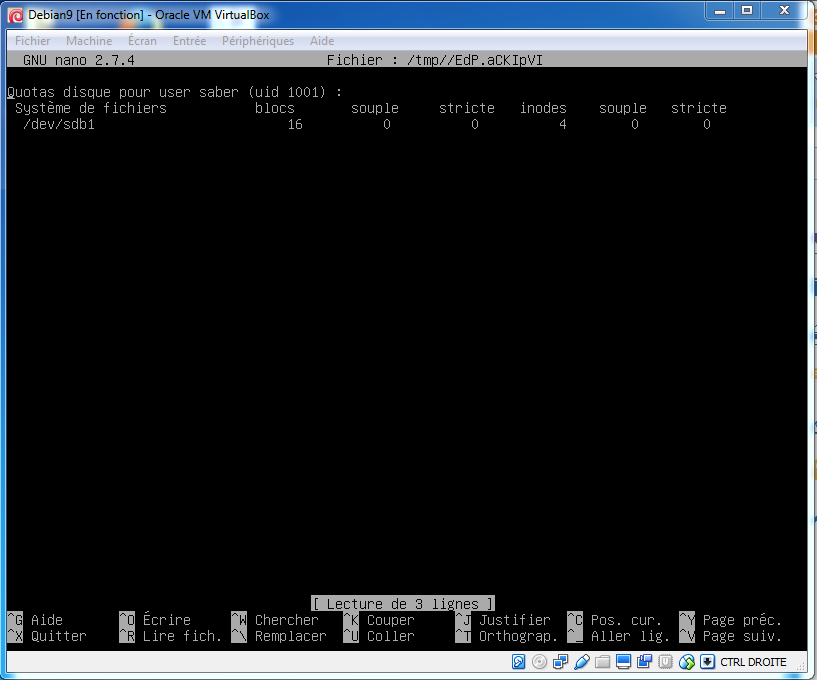 Debian9 [En fonction] - Oracle VM VirtualBox
Fichier Machine Écran Entrée Périphériques Aide
GNU nano 2.7.4 Fichier : /tmp//EdP.aCKIpVI
Quotas disque pour user saber (uid 1001) :
Système de fichiers blocs souple stricte inodes souple stricte
/dev/sdb1 16 0 0 4 0 0
[ Lecture de 3 lignes ]
^G Aide ^O Écrire ^W Chercher ^K Couper ^J Justifier ^C Pos. cur. ^Y Page préc.
^X Quitter ^R Lire fich. ^\ Remplacer ^U Coller ^T Orthograp. ^_ Aller lig. ^V Page suiv.
CTRL DROITE